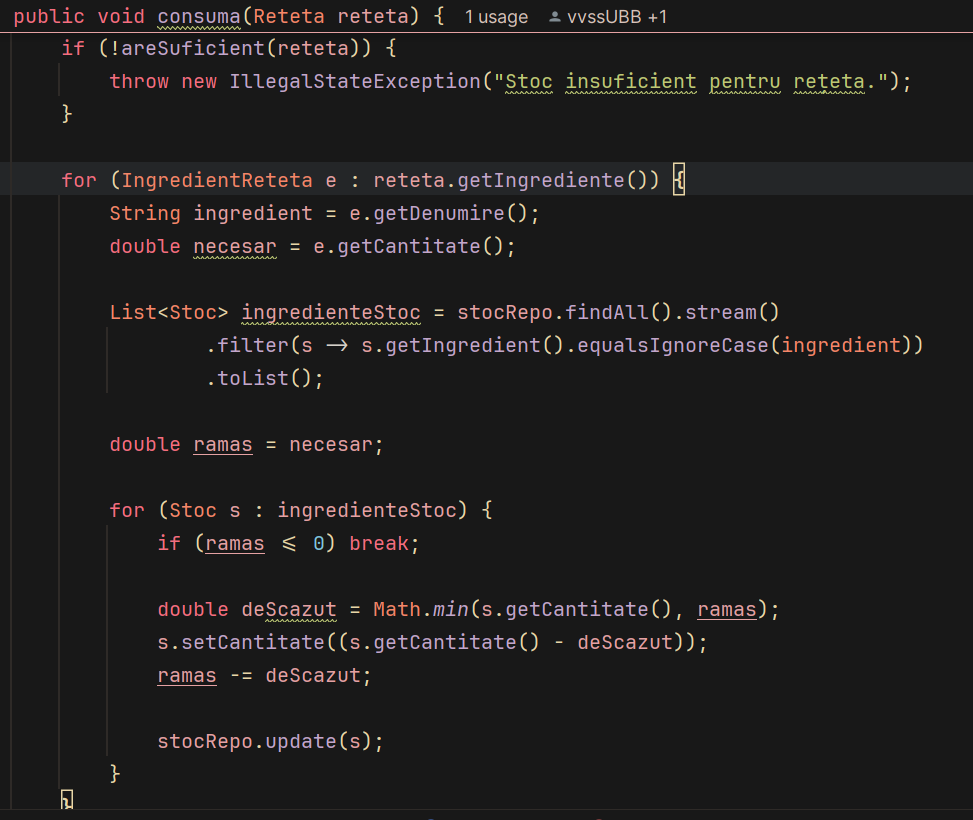 public void consuma(Reteta reteta) { 1 usage vvssUBB +1
if (!areSuficient(reteta)) {
throw new IllegalStateException("Stoc insuficient pentru rețeta.");
}
for (IngredientReteta e : reteta.getIngrediente()) {
String ingredient = e.getDenumire();
double necesar = e.getCantitate();
List<Stoc> ingredienteStoc = stocRepo.findAll().stream()
.filter(s -> s.getIngredient().equalsIgnoreCase(ingredient))
.toList();
double ramas = necesar;
for (Stoc s : ingredienteStoc) {
if (ramas <= 0) break;
double deScazut = Math.min(s.getCantitate(), ramas);
s.setCantitate((s.getCantitate() - deScazut));
ramas -= deScazut;
stocRepo.update(s);
}
}